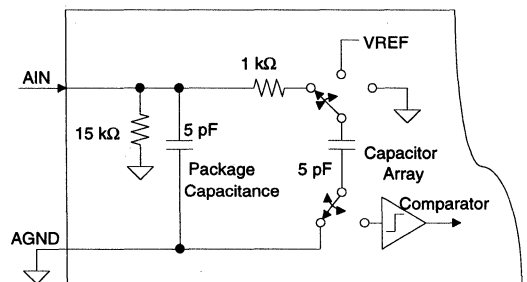 VREF
1 kΩ
AIN
15 kΩ
5 pF
Package
Capacitance
5 pF
Capacitor
Array
Comparator
AGND